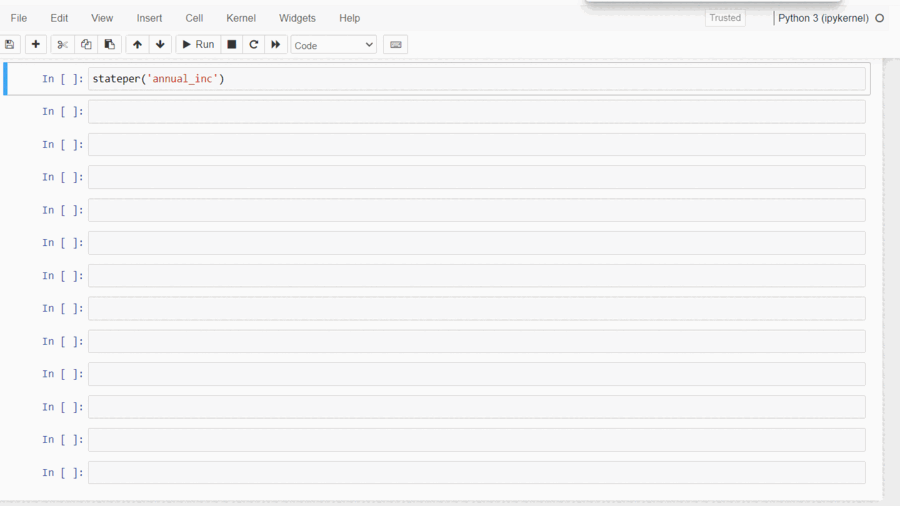 File Edit View Insert Cell Kernel Widgets Help Trusted Python 3 (ipykernel)
Run Code
In [ ]: stateper('annual_inc')
In [ ]:
In [ ]:
In [ ]:
In [ ]:
In [ ]:
In [ ]:
In [ ]:
In [ ]:
In [ ]:
In [ ]:
In [ ]:
In [ ]: